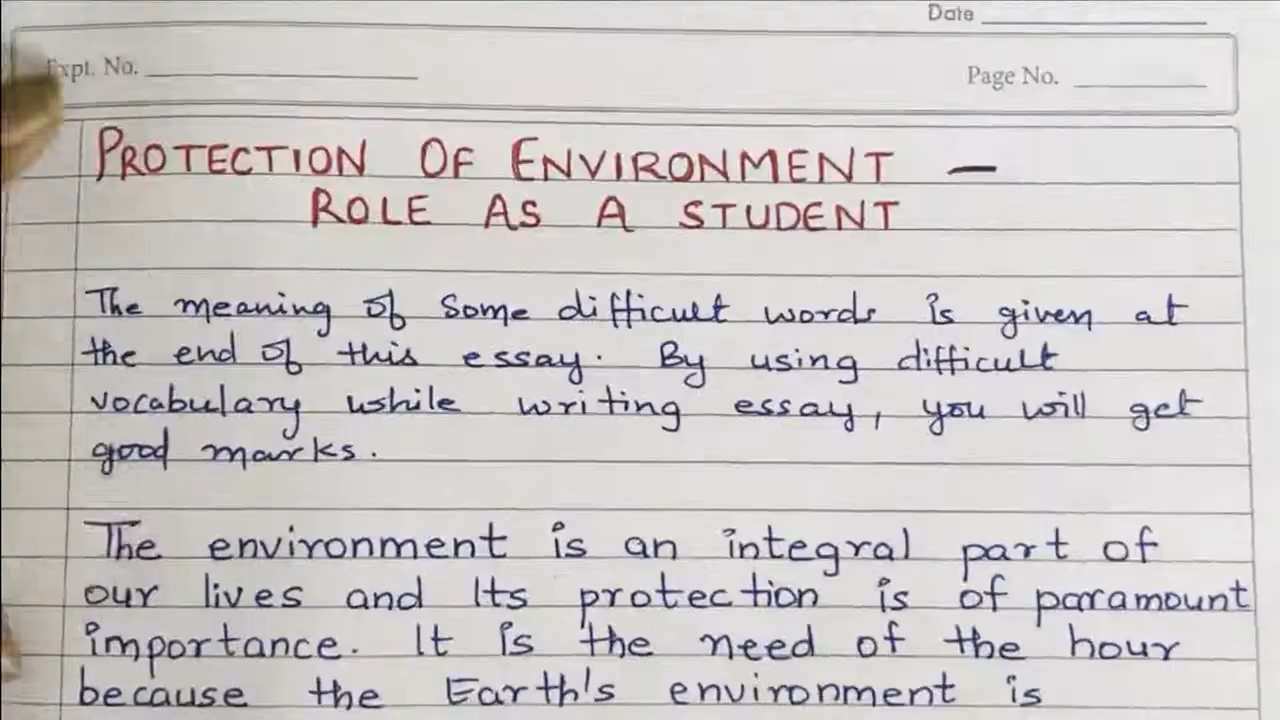 Date
Expt. No.
Page No.
PROTECTION OF ENVIRONMENT —
ROLE AS A STUDENT
The meaning of Some difficult words is given at
the end of this essay. By using difficult
vocabulary while writing essay, you will get
good marks.
The environment is an integral part of
our lives and Its protection is of paramount
importance. It is the need of the hour
because the Earth's environment is